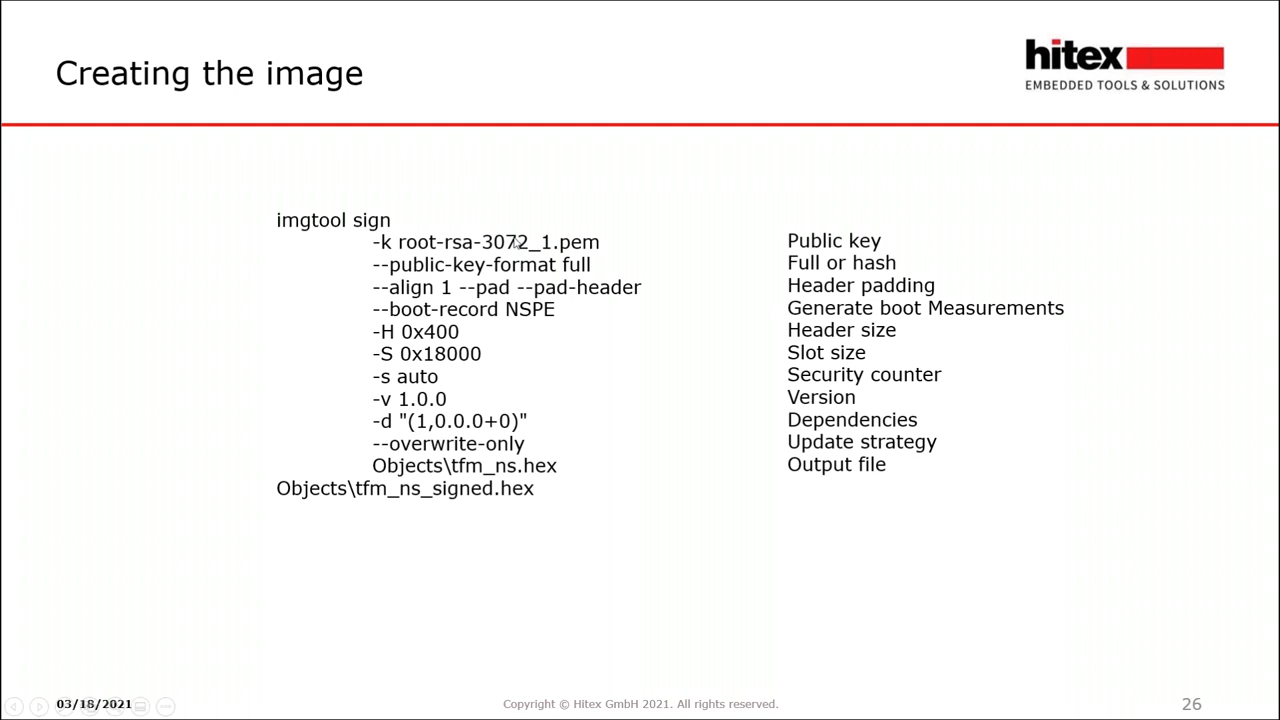 Creating the image
hitex
EMBEDDED TOOLS & SOLUTIONS
imgtool sign
-k root-rsa-3072_1.pem Public key
--public-key-format full Full or hash
--align 1 --pad --pad-header Header padding
--boot-record NSPE Generate boot Measurements
-H 0x400 Header size
-S 0x18000 Slot size
-s auto Security counter
-v 1.0.0 Version
-d "(1,0.0.0+0)" Dependencies
--overwrite-only Update strategy
Objects\tfm_ns.hex Output file
Objects\tfm_ns_signed.hex
03/18/2021 Copyright © Hitex GmbH 2021. All rights reserved. 26